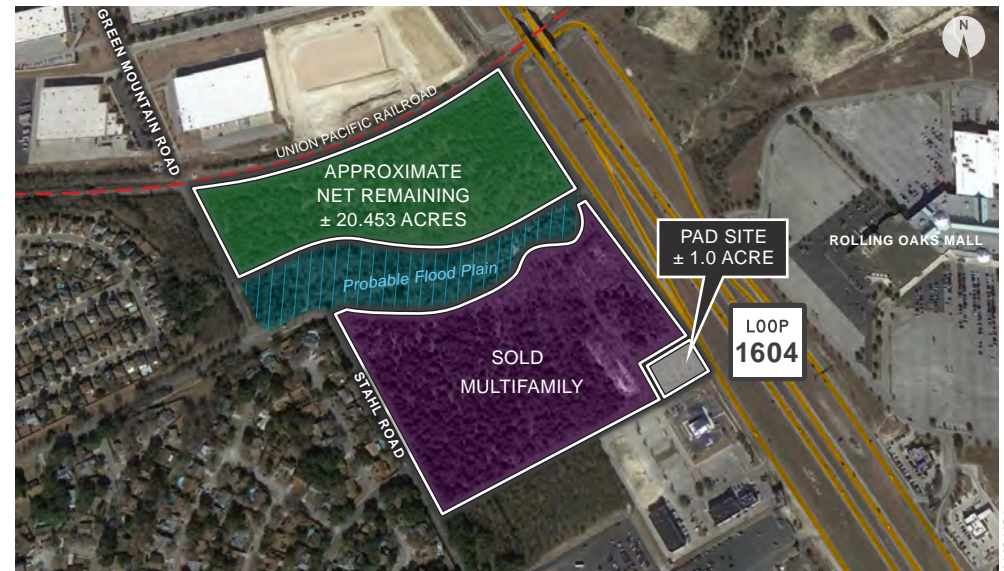 N
GREEN MOUNTAIN ROAD
UNION PACIFIC RAILROAD
APPROXIMATE
NET REMAINING
± 20.453 ACRES
PAD SITE
± 1.0 ACRE
ROLLING OAKS MALL
Probable Flood Plain
LOOP
1604
SOLD
MULTIFAMILY
STAHL ROAD